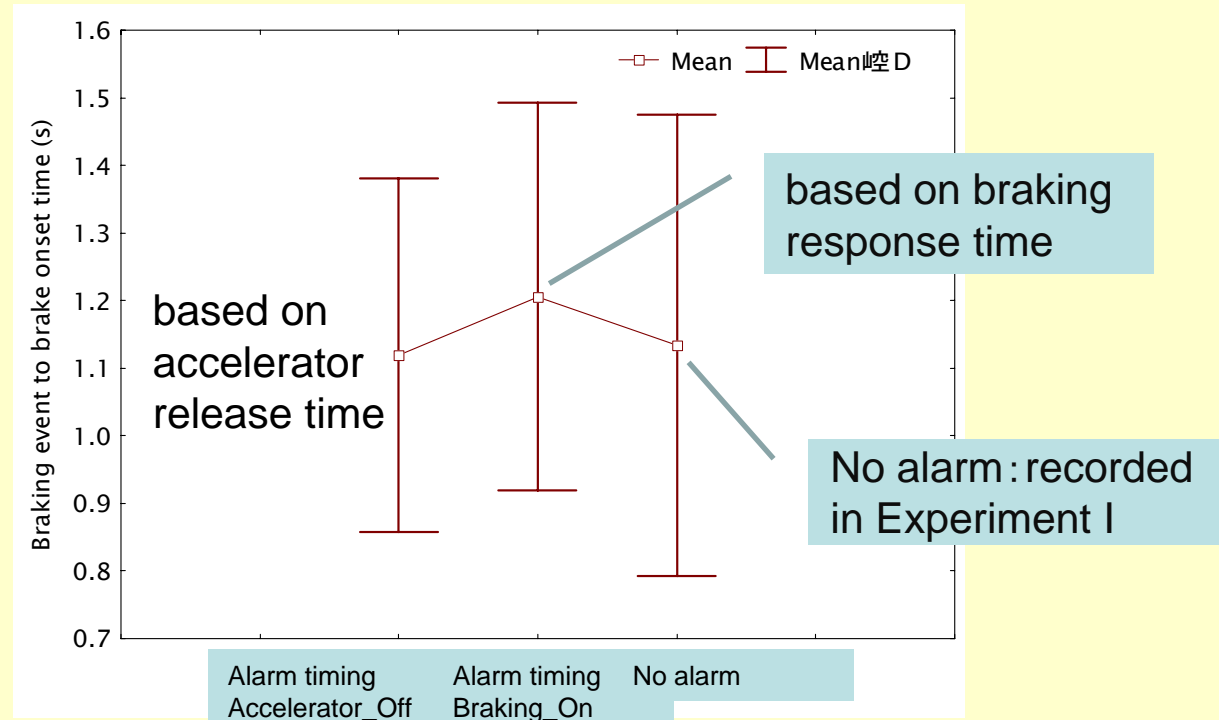 Braking event to brake onset time (s)
1.6
1.5
1.4
1.3
1.2
1.1
1.0
0.9
0.8
0.7
Mean
Mean崆D
based on
accelerator
release time
based on braking
response time
No alarm：recorded
in Experiment I
Alarm timing
Accelerator_Off
Alarm timing
Braking_On
No alarm